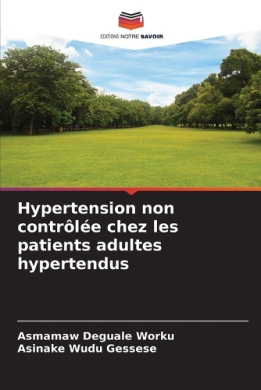 EDITIONS NOTRE SAVOIR
Hypertension non
contrôlée chez les
patients adultes
hypertendus
Asmamaw Deguale Worku
Asinake Wudu Gessese